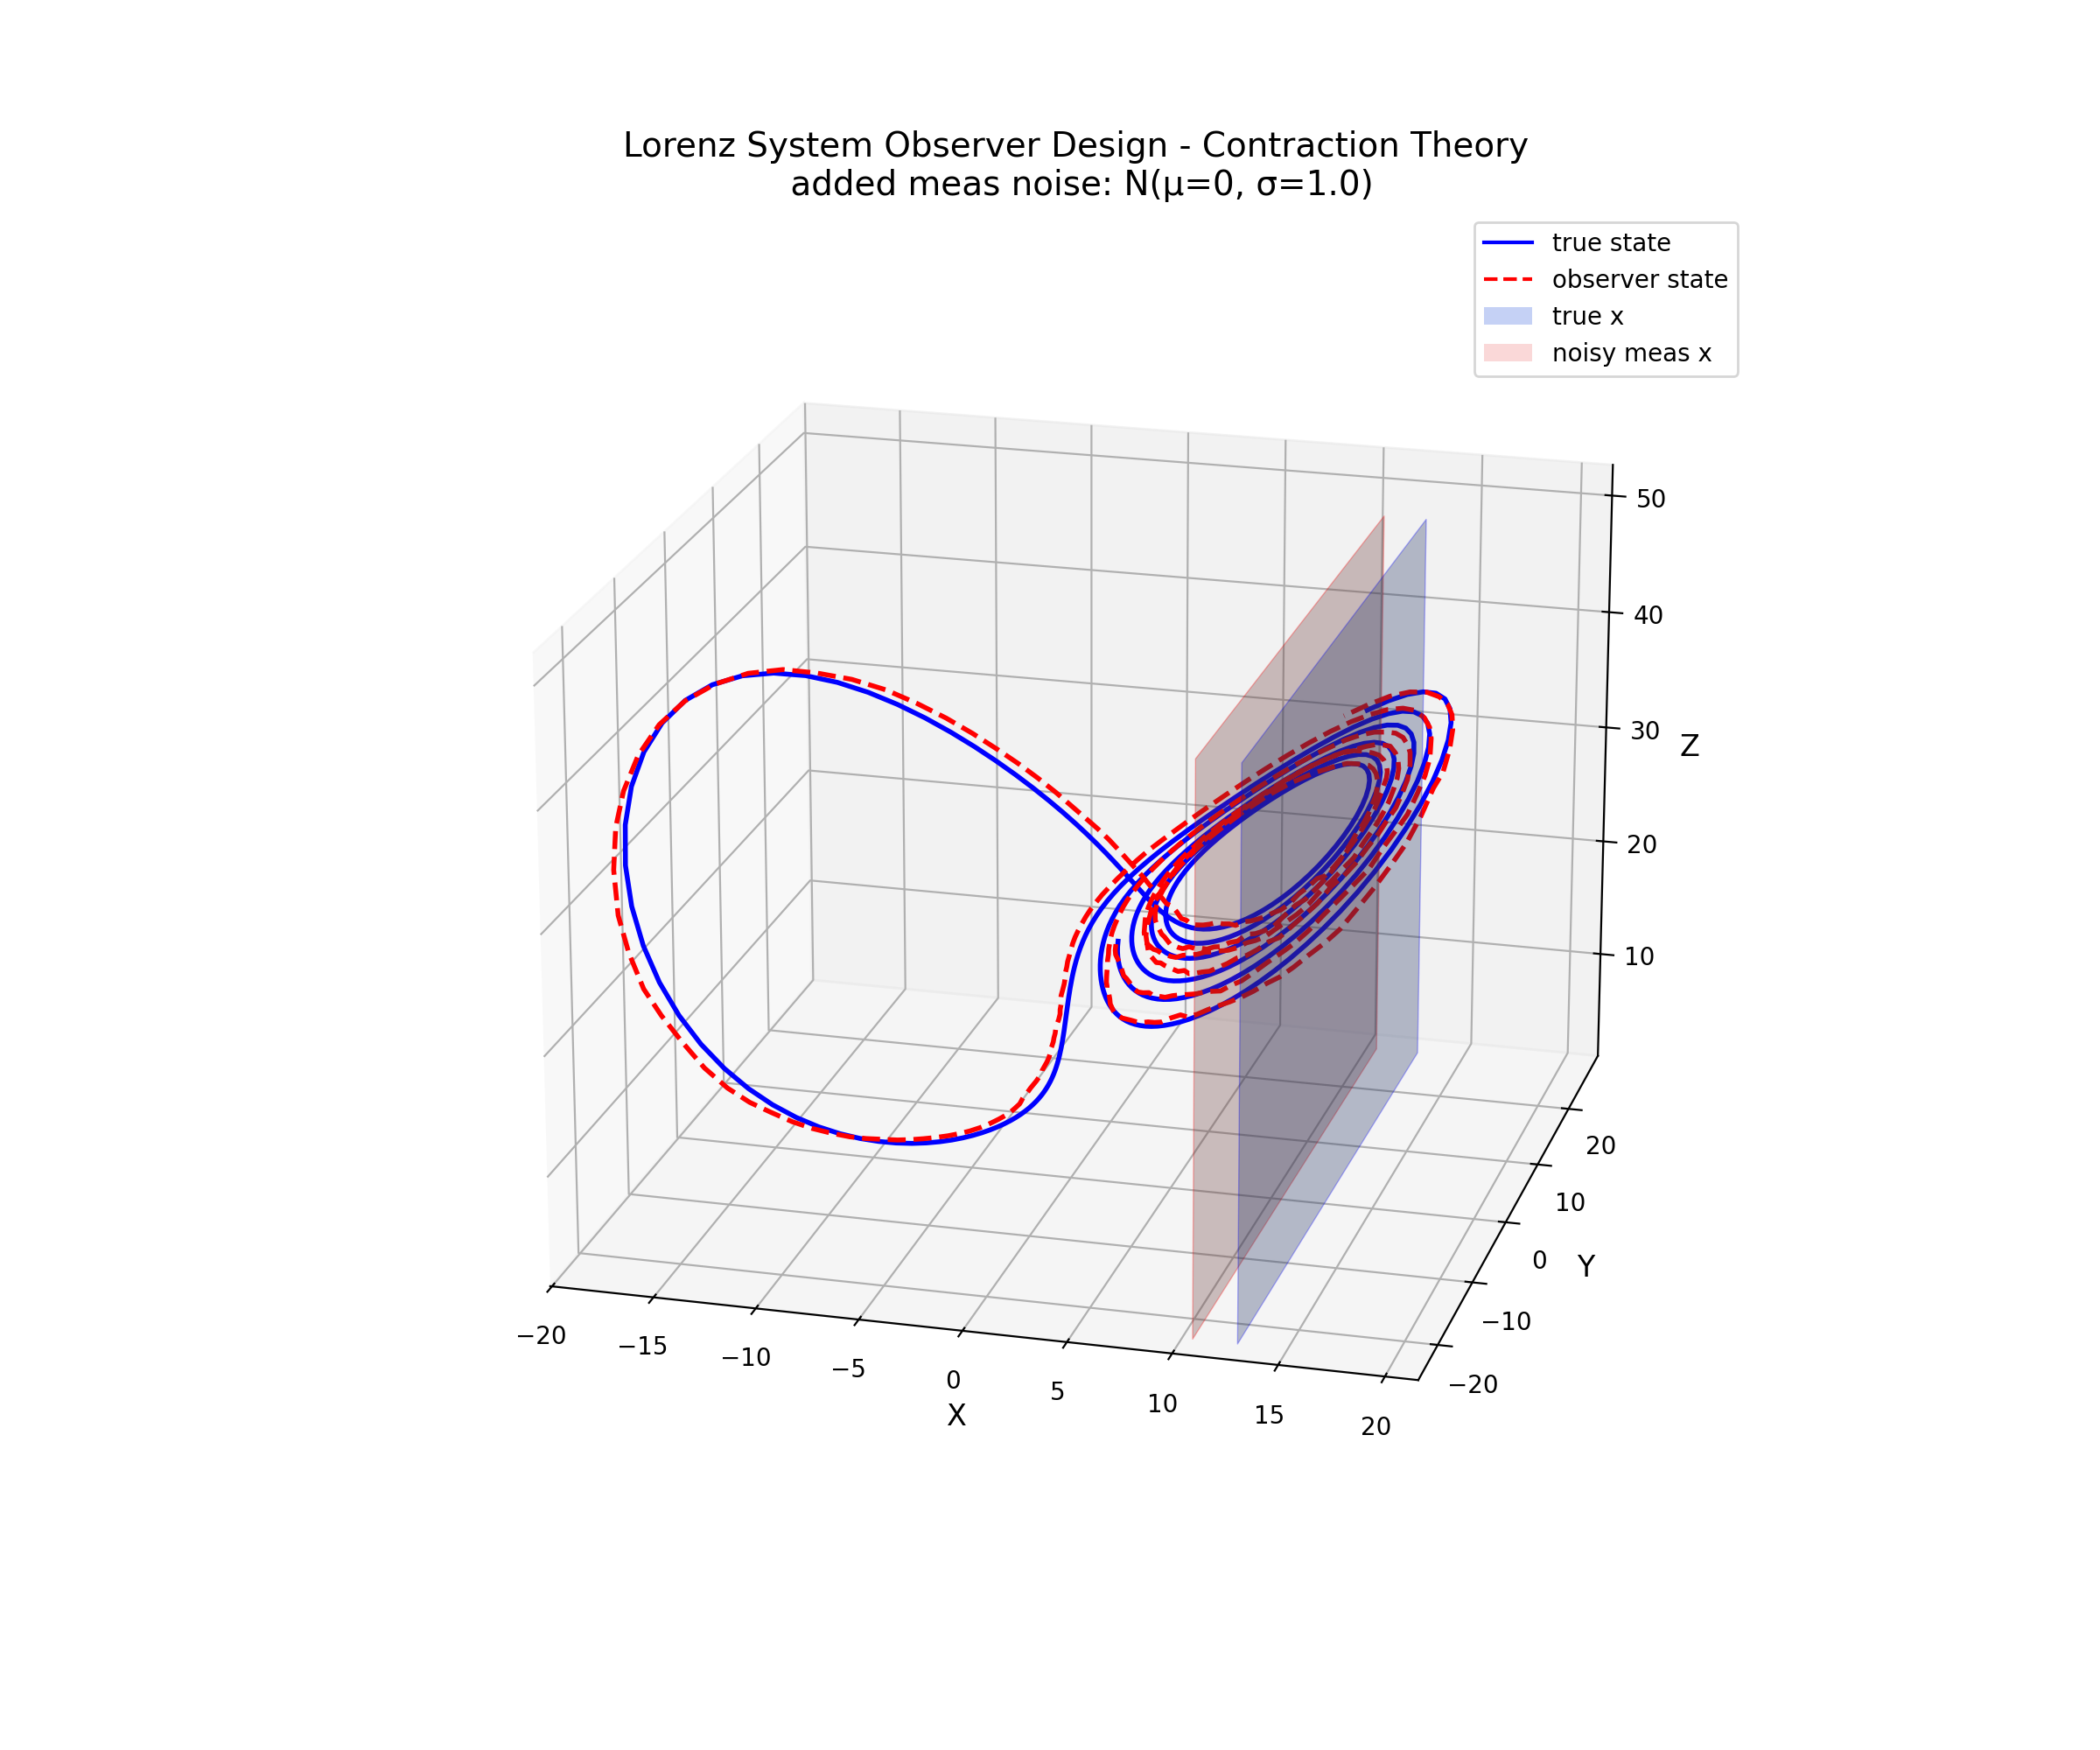 Lorenz System Observer Design - Contraction Theory
added meas noise: N(μ=0, σ=1.0)
true state
observer state
true x
noisy meas x
50
40
30
Z
20
10
20
10
0
Y
−10
−20
−20
−15
−10
−5
0
5
10
15
20
X